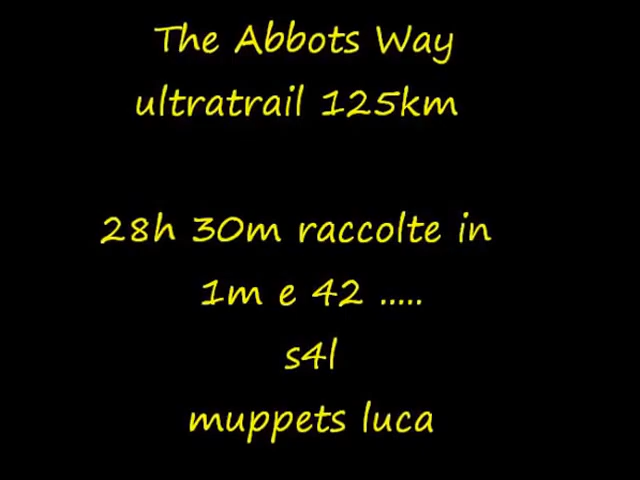 The Abbots Way
ultratrail 125km
28h 30m raccolte in
1m e 42 .....
s4l
muppets luca